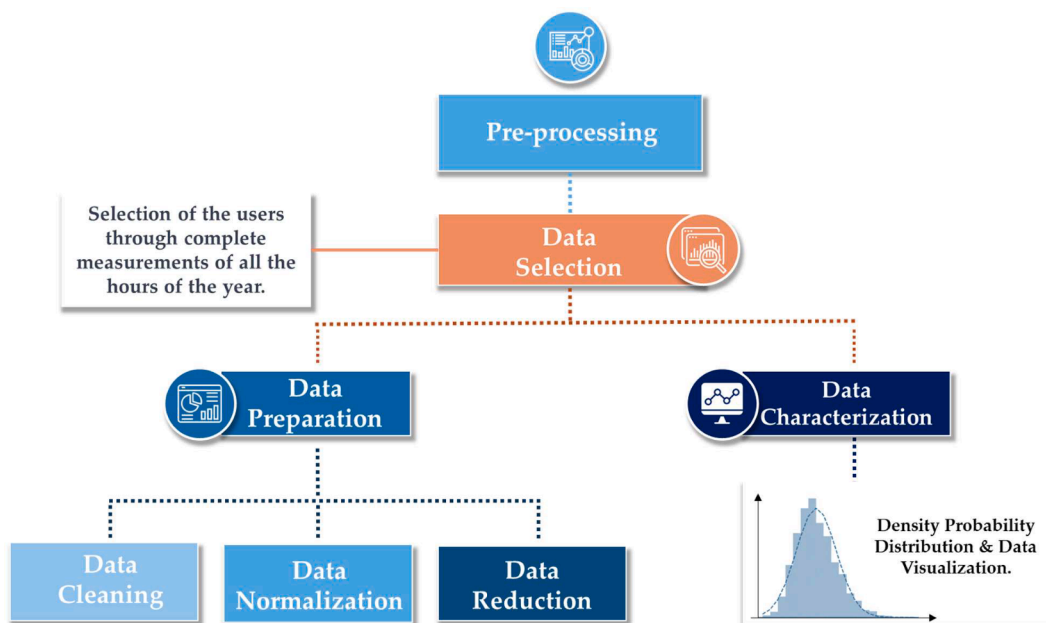 Pre-processing
Selection of the users
through complete
measurements of all the
hours of the year.
Data
Selection
Data
Preparation
Data
Characterization
Data
Cleaning
Data
Normalization
Data
Reduction
Density Probability
Distribution & Data
Visualization.